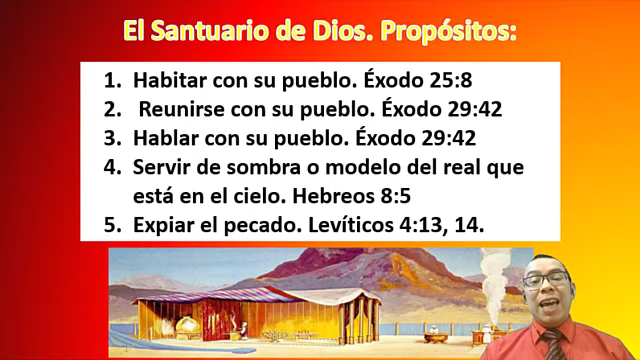 El Santuario de Dios. Propósitos:
1. Habitar con su pueblo. Éxodo 25:8
2. Reunirse con su pueblo. Éxodo 29:42
3. Hablar con su pueblo. Éxodo 29:42
4. Servir de sombra o modelo del real que
está en el cielo. Hebreos 8:5
5. Expiar el pecado. Levíticos 4:13, 14.